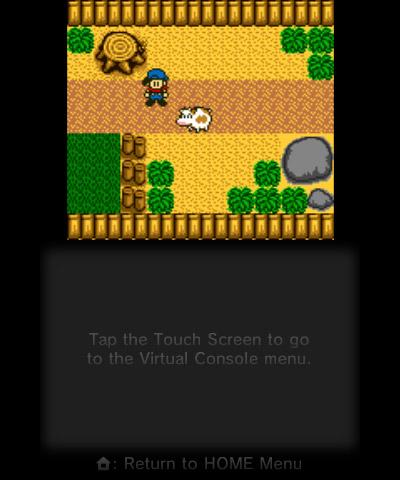 Tap the Touch Screen to go
to the Virtual Console menu.
: Return to HOME Menu